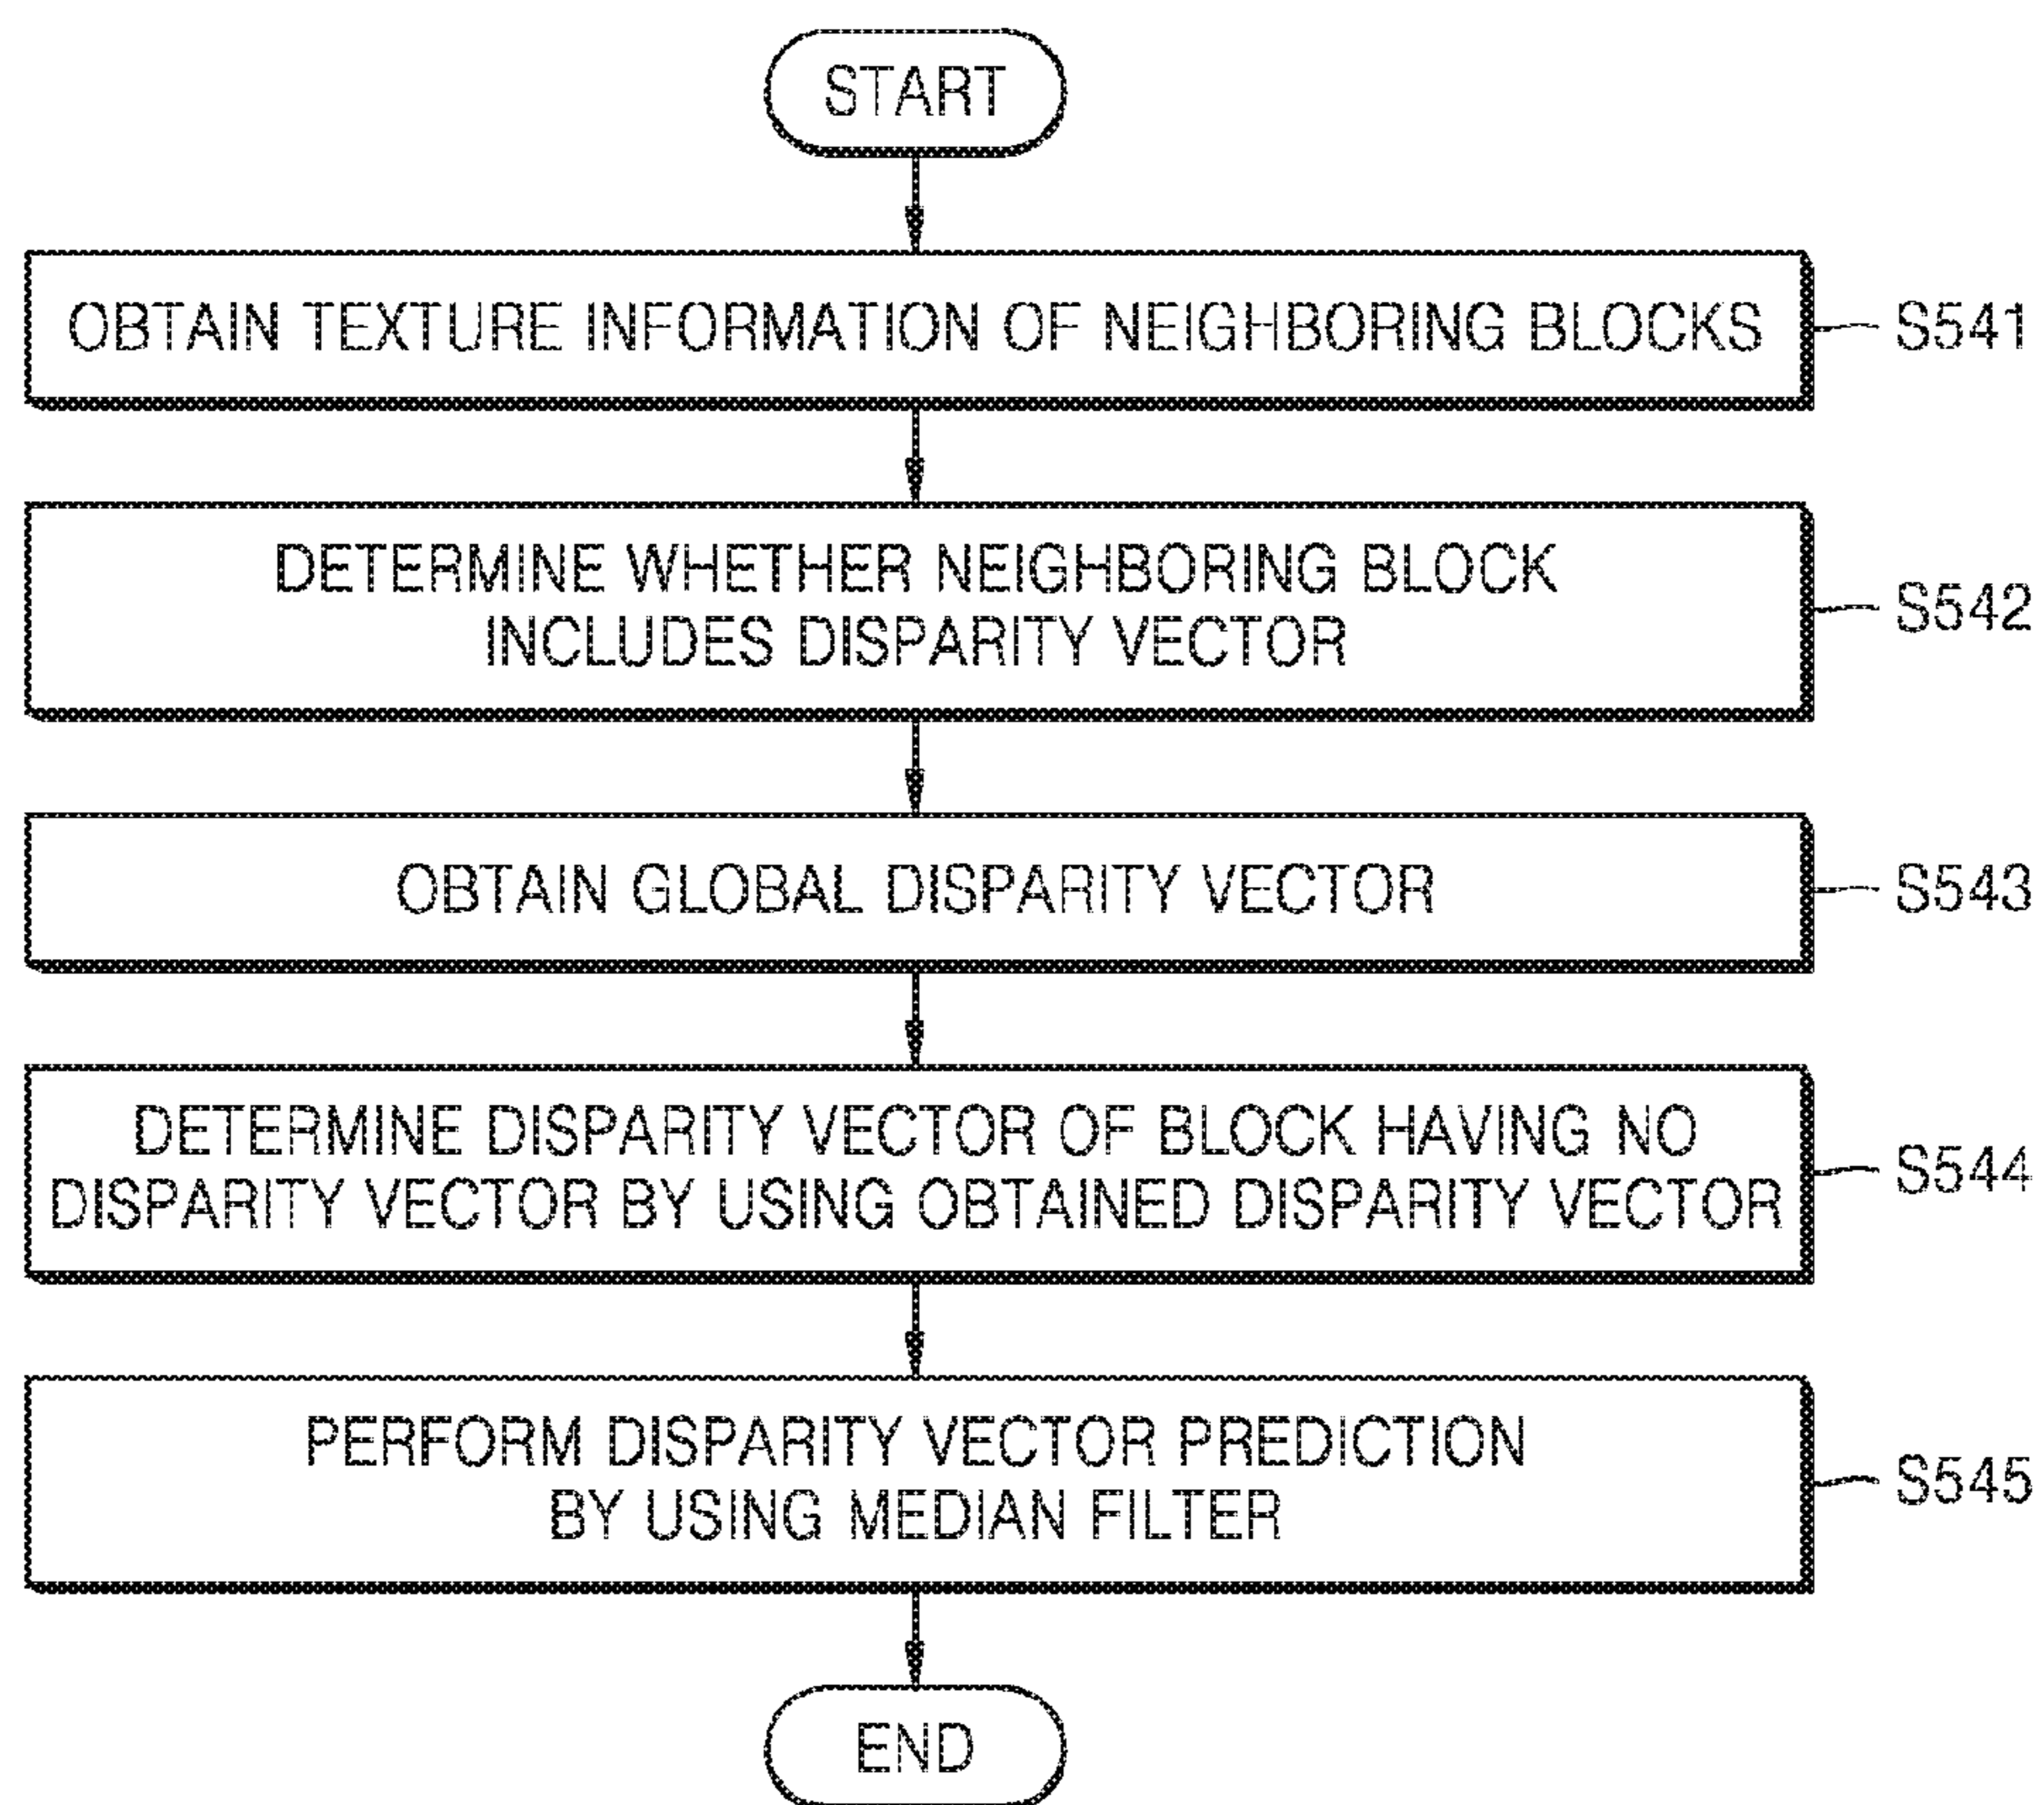 START
OBTAIN TEXTURE INFORMATION OF NEIGHBORING BLOCKS
S541
DETERMINE WHETHER NEIGHBORING BLOCK
INCLUDES DISPARITY VECTOR
S542
OBTAIN GLOBAL DISPARITY VECTOR
S543
DETERMINE DISPARITY VECTOR OF BLOCK HAVING NO
DISPARITY VECTOR BY USING OBTAINED DISPARITY VECTOR
S544
PERFORM DISPARITY VECTOR PREDICTION
BY USING MEDIAN FILTER
S545
END